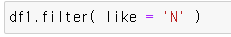 df1.filter( like = 'N' )